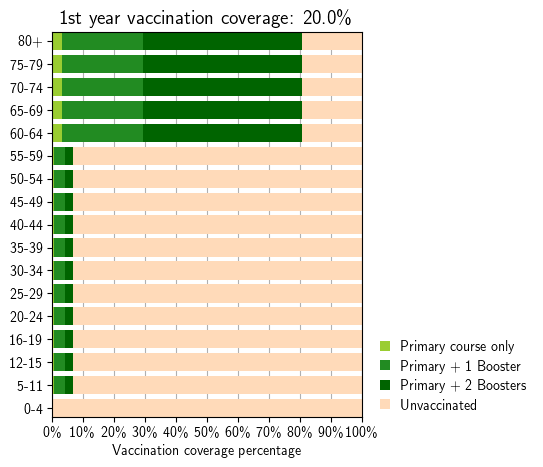 1st year vaccination coverage: 20.0%
80+
75-79
70-74
65-69
60-64
55-59
50-54
45-49
40-44
35-39
30-34
25-29
20-24
16-19
12-15
5-11
0-4
Primary course only
Primary + 1 Booster
Primary + 2 Boosters
Unvaccinated
0% 10% 20% 30% 40% 50% 60% 70% 80% 90% 100%
Vaccination coverage percentage